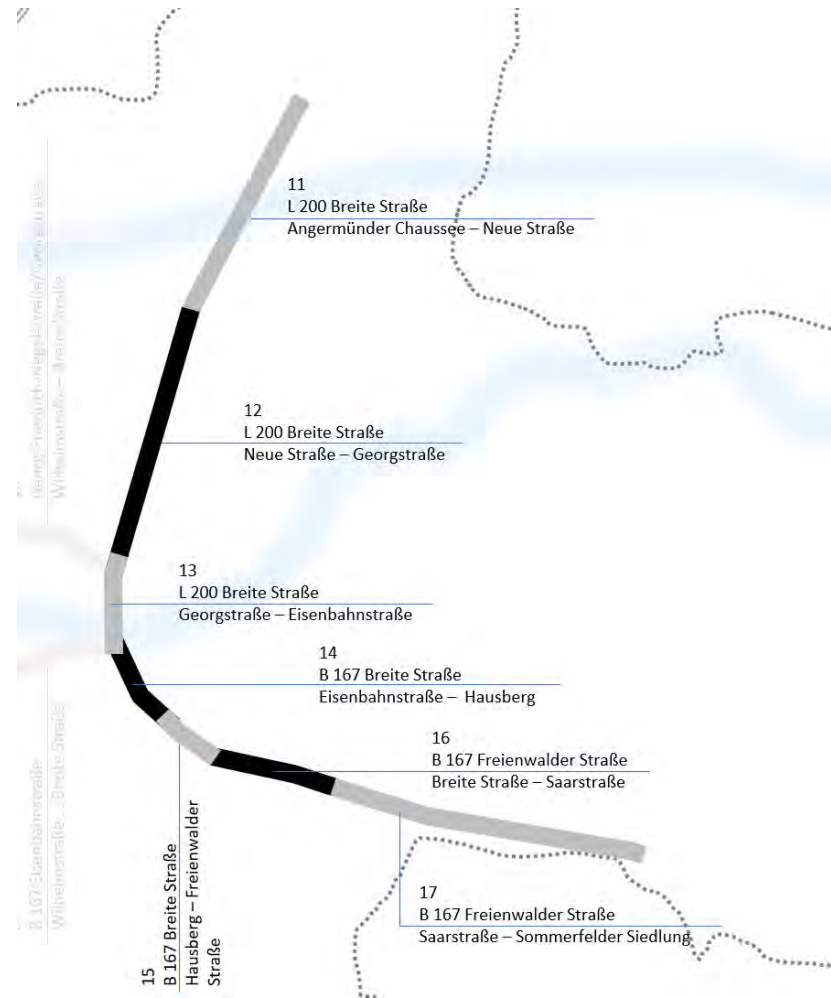 11
L 200 Breite Straße
Angermünder Chaussee – Neue Straße
12
L 200 Breite Straße
Neue Straße – Georgstraße
13
L 200 Breite Straße
Georgstraße – Eisenbahnstraße
14
B 167 Breite Straße
Eisenbahnstraße – Hausberg
16
B 167 Freienwalder Straße
Breite Straße – Saarstraße
15
B 167 Breite Straße
Hausberg – Freienwalder
Straße
17
B 167 Freienwalder Straße
Saarstraße – Sommerfelder Siedlung
B 167 Eisenbahnstraße
Wilhelmstraße – Breite Straße
Wilhelmstraße – Breite Straße